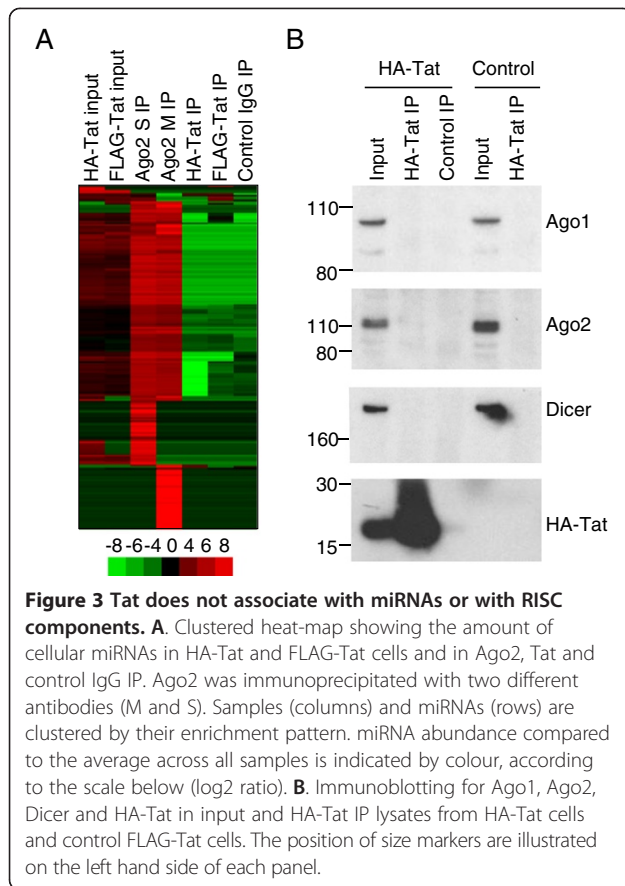 A
HA-Tat input
FLAG-Tat input
Ago2 S IP
Ago2 M IP
HA-Tat IP
FLAG-Tat IP
Control IgG IP
-8 -6 -4 0 4 6 8
B
HA-Tat Control
Input
HA-Tat IP
Control IP
Input
HA-Tat IP
110
80
Ago1
110
80
Ago2
160
Dicer
30
15
HA-Tat
Figure 3 Tat does not associate with miRNAs or with RISC
components. A. Clustered heat-map showing the amount of
cellular miRNAs in HA-Tat and FLAG-Tat cells and in Ago2, Tat and
control IgG IP. Ago2 was immunoprecipitated with two different
antibodies (M and S). Samples (columns) and miRNAs (rows) are
clustered by their enrichment pattern. miRNA abundance compared
to the average across all samples is indicated by colour, according
to the scale below (log2 ratio). B. Immunoblotting for Ago1, Ago2,
Dicer and HA-Tat in input and HA-Tat IP lysates from HA-Tat cells
and control FLAG-Tat cells. The position of size markers are illustrated
on the left hand side of each panel.